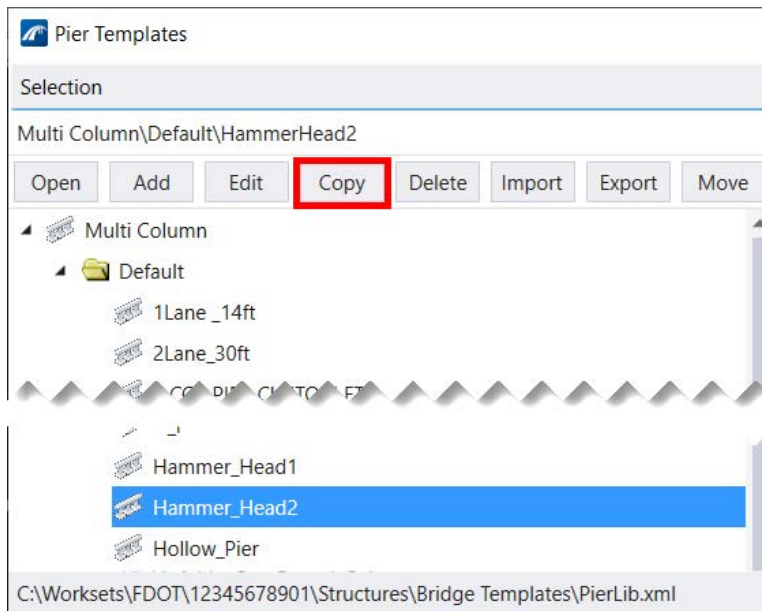 Pier Templates
Selection
Multi Column\Default\HammerHead2
Open Add Edit Copy Delete Import Export Move
Multi Column
Default
1Lane _14ft
2Lane_30ft
Hammer_Head1
Hammer_Head2
Hollow_Pier
C:\Worksets\FDOT\12345678901\Structures\Bridge Templates\PierLib.xml